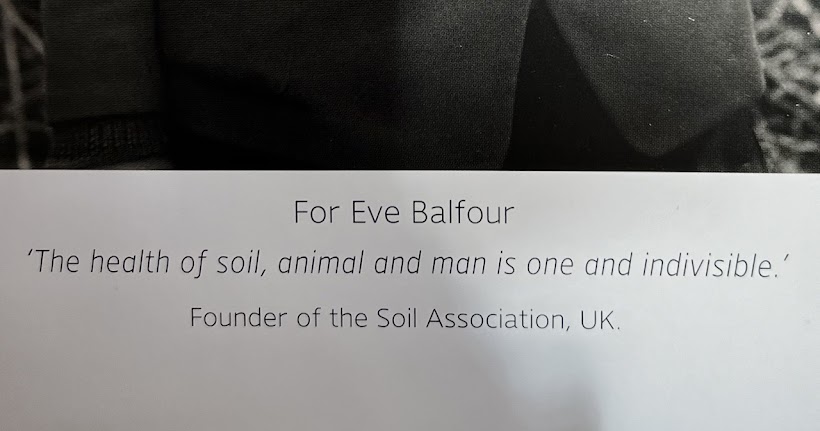 For Eve Balfour
‘The health of soil, animal and man is one and indivisible.’
Founder of the Soil Association, UK.